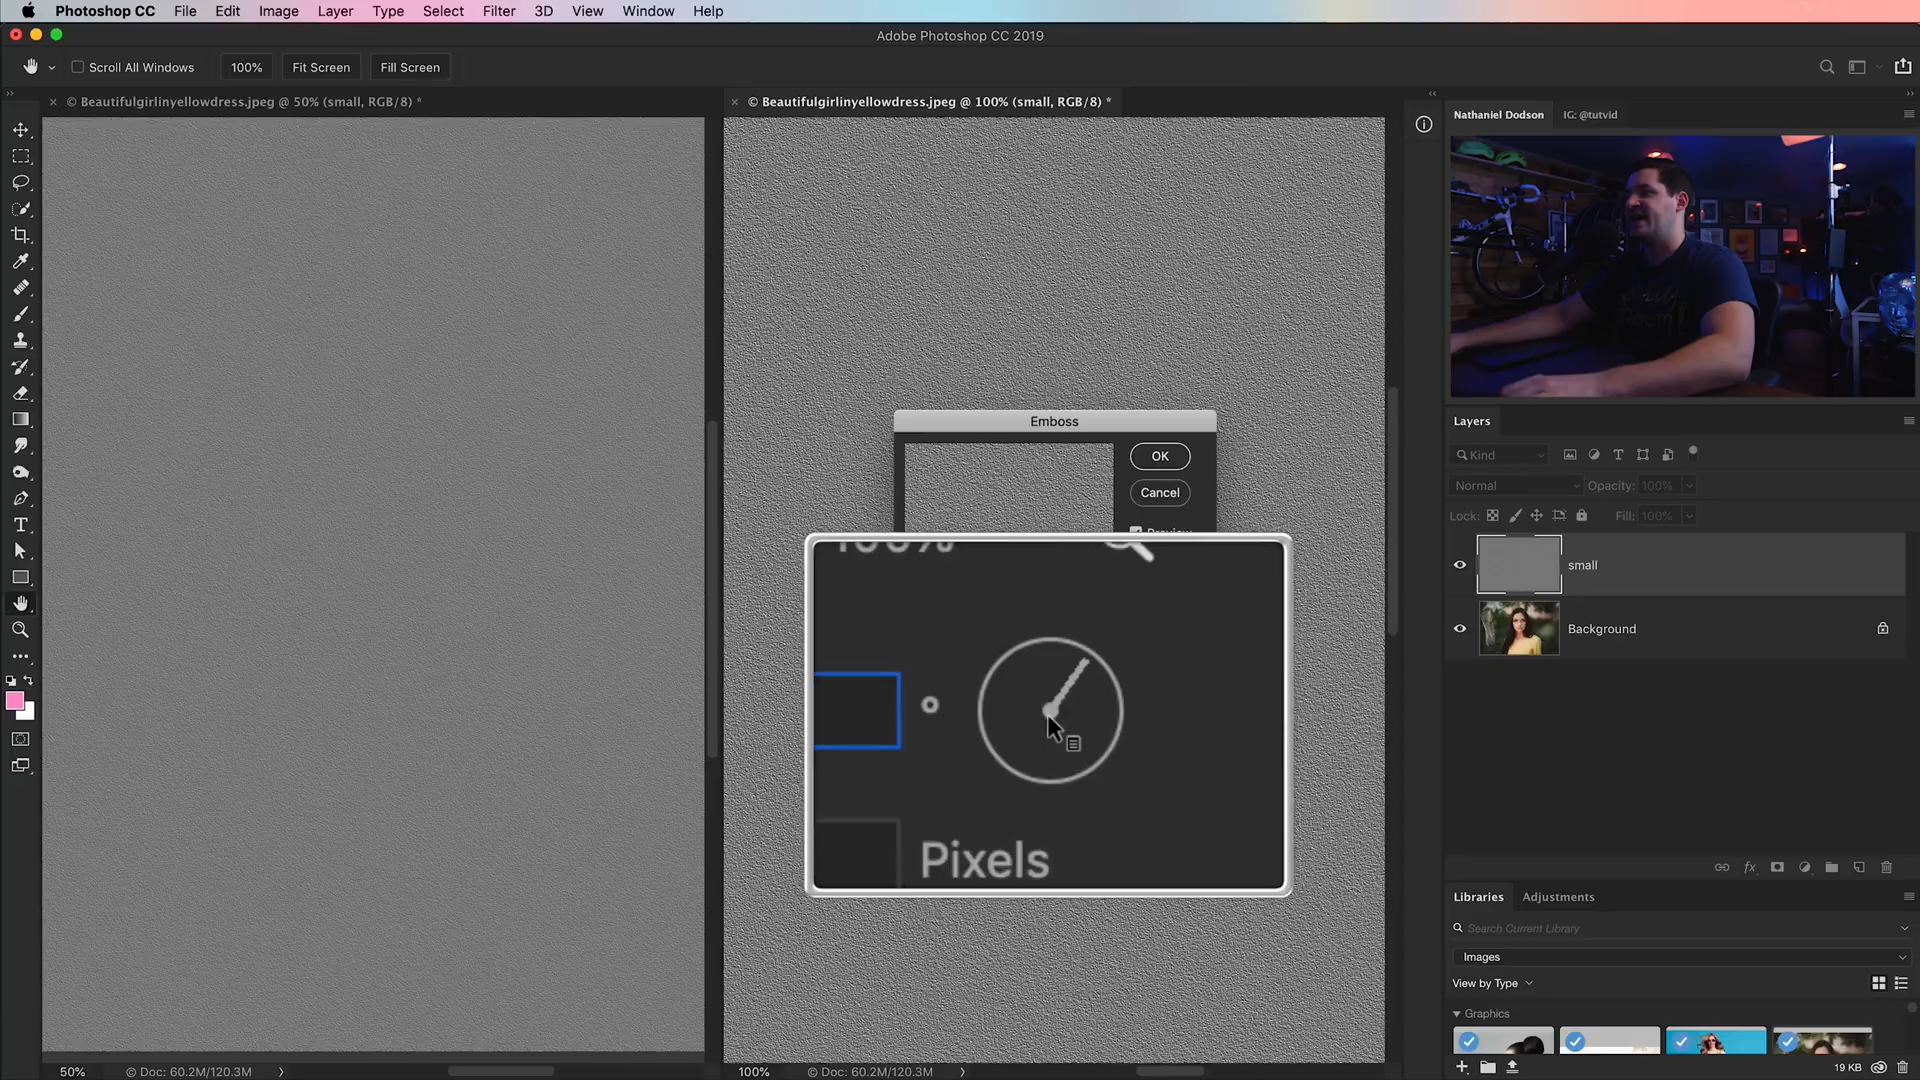 Photoshop CC File Edit Image Layer Type Select Filter 3D View Window Help
Adobe Photoshop CC 2019
Scroll All Windows 100% Fit Screen Fill Screen
© Beautifulgirlinyellowdress.jpeg @ 50% (small, RGB/8) *
© Beautifulgirlinyellowdress.jpeg @ 100% (small, RGB/8) *
Nathaniel Dodson IG: @tutvid
Emboss
OK
Cancel
Preview
100%
Pixels
Layers
Kind
Normal Opacity: 100%
Lock: Fill: 100%
small
Background
fx
Libraries Adjustments
Search Current Library
Images
View by Type
Graphics
19 KB
50% © Doc: 60.2M/120.3M
100% © Doc: 60.2M/120.3M